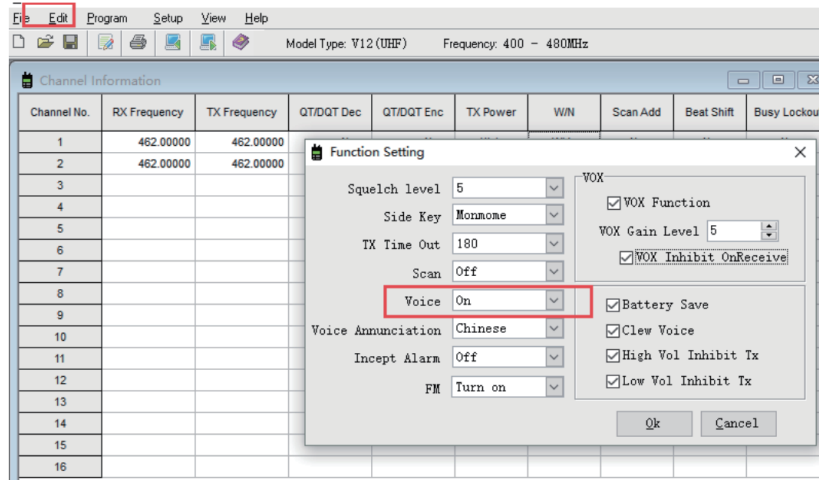 File Edit Program Setup View Help
Model Type: V12(UHF) Frequency: 400 - 480MHz
Channel Information
Channel No. RX Frequency TX Frequency QT/DQT Dec QT/DQT Enc TX Power W/N Scan Add Beat Shift Busy Lockou
1 462.00000 462.00000
2 462.00000 462.00000
3
4
5
6
7
8
9
10
11
12
13
14
15
16
Function Setting
Squelch level 5
Side Key Monmome
TX Time Out 180
Scan Off
Voice On
Voice Annunciation Chinese
Incept Alarm Off
FM Turn on
VOX
VOX Function
VOX Gain Level 5
VOX Inhibit OnReceive
Battery Save
Clew Voice
High Vol Inhibit Tx
Low Vol Inhibit Tx
Ok Cancel